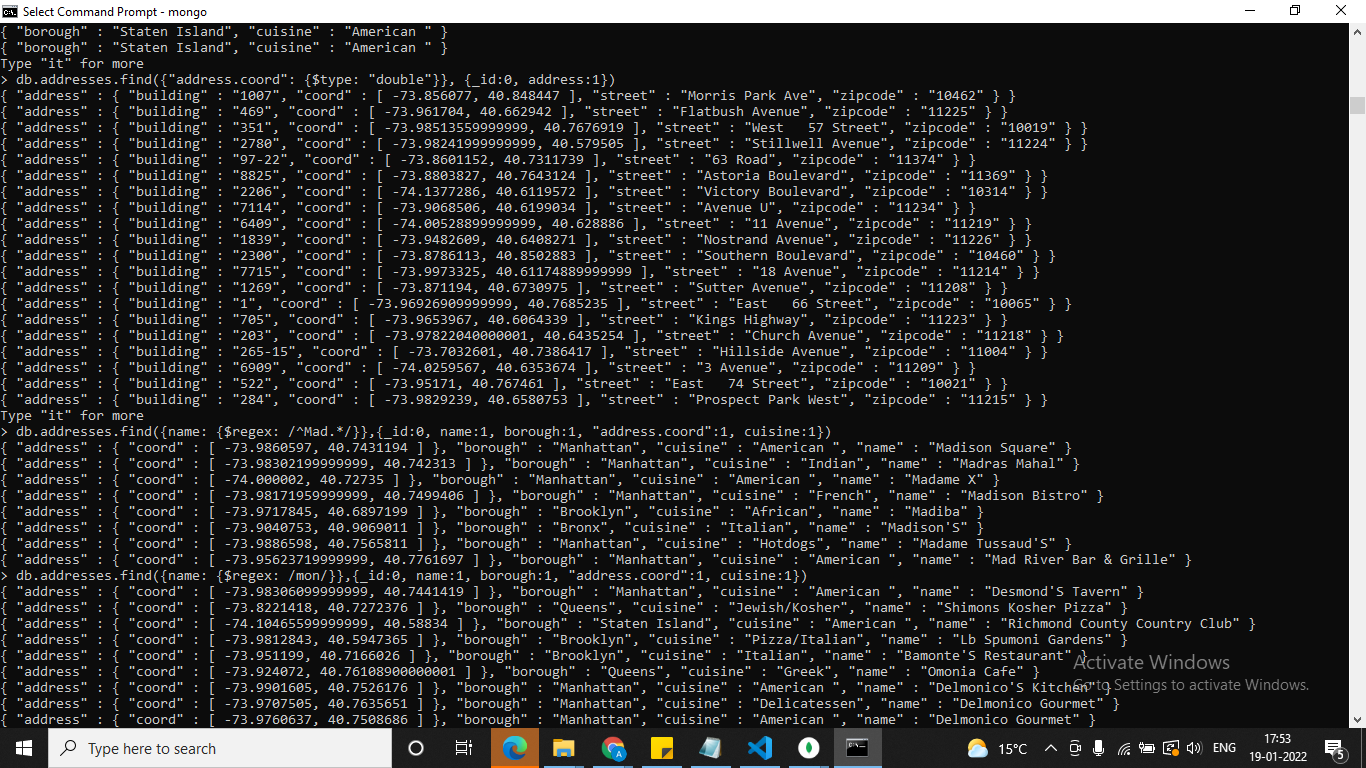 Select Command Prompt - mongo
{ "borough" : "Staten Island", "cuisine" : "American " }
{ "borough" : "Staten Island", "cuisine" : "American " }
Type "it" for more
> db.addresses.find({"address.coord": {$type: "double"}}, {_id:0, address:1})
{ "address" : { "building" : "1007", "coord" : [ -73.856077, 40.848447 ], "street" : "Morris Park Ave", "zipcode" : "10462" } }
{ "address" : { "building" : "469", "coord" : [ -73.961704, 40.662942 ], "street" : "Flatbush Avenue", "zipcode" : "11225" } }
{ "address" : { "building" : "351", "coord" : [ -73.98513559999999, 40.7676919 ], "street" : "West   57 Street", "zipcode" : "10019" } }
{ "address" : { "building" : "2780", "coord" : [ -73.98241999999999, 40.579505 ], "street" : "Stillwell Avenue", "zipcode" : "11224" } }
{ "address" : { "building" : "97-22", "coord" : [ -73.8601152, 40.7311739 ], "street" : "63 Road", "zipcode" : "11374" } }
{ "address" : { "building" : "8825", "coord" : [ -73.8803827, 40.7643124 ], "street" : "Astoria Boulevard", "zipcode" : "11369" } }
{ "address" : { "building" : "2206", "coord" : [ -74.1377286, 40.6119572 ], "street" : "Victory Boulevard", "zipcode" : "10314" } }
{ "address" : { "building" : "7114", "coord" : [ -73.9068506, 40.6199034 ], "street" : "Avenue U", "zipcode" : "11234" } }
{ "address" : { "building" : "6409", "coord" : [ -74.00528899999999, 40.628886 ], "street" : "11 Avenue", "zipcode" : "11219" } }
{ "address" : { "building" : "1839", "coord" : [ -73.9482609, 40.6408271 ], "street" : "Nostrand Avenue", "zipcode" : "11226" } }
{ "address" : { "building" : "2300", "coord" : [ -73.8786113, 40.8502883 ], "street" : "Southern Boulevard", "zipcode" : "10460" } }
{ "address" : { "building" : "7715", "coord" : [ -73.9973325, 40.61174889999999 ], "street" : "18 Avenue", "zipcode" : "11214" } }
{ "address" : { "building" : "1269", "coord" : [ -73.871194, 40.6730975 ], "street" : "Sutter Avenue", "zipcode" : "11208" } }
{ "address" : { "building" : "1", "coord" : [ -73.96926909999999, 40.7685235 ], "street" : "East   66 Street", "zipcode" : "10065" } }
{ "address" : { "building" : "705", "coord" : [ -73.9653967, 40.6064339 ], "street" : "Kings Highway", "zipcode" : "11223" } }
{ "address" : { "building" : "203", "coord" : [ -73.97822040000001, 40.6435254 ], "street" : "Church Avenue", "zipcode" : "11218" } }
{ "address" : { "building" : "265-15", "coord" : [ -73.7032601, 40.7386417 ], "street" : "Hillside Avenue", "zipcode" : "11004" } }
{ "address" : { "building" : "6909", "coord" : [ -74.0259567, 40.6353674 ], "street" : "3 Avenue", "zipcode" : "11209" } }
{ "address" : { "building" : "522", "coord" : [ -73.95171, 40.767461 ], "street" : "East   74 Street", "zipcode" : "10021" } }
{ "address" : { "building" : "284", "coord" : [ -73.9829239, 40.6580753 ], "street" : "Prospect Park West", "zipcode" : "11215" } }
Type "it" for more
> db.addresses.find({name: {$regex: /^Mad.*/}},{_id:0, name:1, borough:1, "address.coord":1, cuisine:1})
{ "address" : { "coord" : [ -73.9860597, 40.7431194 ] }, "borough" : "Manhattan", "cuisine" : "American ", "name" : "Madison Square" }
{ "address" : { "coord" : [ -73.98302199999999, 40.742313 ] }, "borough" : "Manhattan", "cuisine" : "Indian", "name" : "Madras Mahal" }
{ "address" : { "coord" : [ -74.000002, 40.72735 ] }, "borough" : "Manhattan", "cuisine" : "American ", "name" : "Madame X" }
{ "address" : { "coord" : [ -73.98171959999999, 40.7499406 ] }, "borough" : "Manhattan", "cuisine" : "French", "name" : "Madison Bistro" }
{ "address" : { "coord" : [ -73.9717845, 40.6897199 ] }, "borough" : "Brooklyn", "cuisine" : "African", "name" : "Madiba" }
{ "address" : { "coord" : [ -73.9040753, 40.9069011 ] }, "borough" : "Bronx", "cuisine" : "Italian", "name" : "Madison'S" }
{ "address" : { "coord" : [ -73.9886598, 40.7565811 ] }, "borough" : "Manhattan", "cuisine" : "Hotdogs", "name" : "Madame Tussaud'S" }
{ "address" : { "coord" : [ -73.95623719999999, 40.7761697 ] }, "borough" : "Manhattan", "cuisine" : "American ", "name" : "Mad River Bar & Grille" }
> db.addresses.find({name: {$regex: /mon/}},{_id:0, name:1, borough:1, "address.coord":1, cuisine:1})
{ "address" : { "coord" : [ -73.98306099999999, 40.7441419 ] }, "borough" : "Manhattan", "cuisine" : "American ", "name" : "Desmond'S Tavern" }
{ "address" : { "coord" : [ -73.8221418, 40.7272376 ] }, "borough" : "Queens", "cuisine" : "Jewish/Kosher", "name" : "Shimons Kosher Pizza" }
{ "address" : { "coord" : [ -74.10465599999999, 40.58834 ] }, "borough" : "Staten Island", "cuisine" : "American ", "name" : "Richmond County Country Club" }
{ "address" : { "coord" : [ -73.9812843, 40.5947365 ] }, "borough" : "Brooklyn", "cuisine" : "Pizza/Italian", "name" : "Lb Spumoni Gardens" }
{ "address" : { "coord" : [ -73.951199, 40.7166026 ] }, "borough" : "Brooklyn", "cuisine" : "Italian", "name" : "Bamonte'S Restaurant" }
{ "address" : { "coord" : [ -73.924072, 40.76108900000001 ] }, "borough" : "Queens", "cuisine" : "Greek", "name" : "Omonia Cafe" }
{ "address" : { "coord" : [ -73.9901605, 40.7526176 ] }, "borough" : "Manhattan", "cuisine" : "American ", "name" : "Delmonico'S Kitchen" }
{ "address" : { "coord" : [ -73.9707505, 40.7635651 ] }, "borough" : "Manhattan", "cuisine" : "Delicatessen", "name" : "Delmonico Gourmet" }
{ "address" : { "coord" : [ -73.9760637, 40.7508686 ] }, "borough" : "Manhattan", "cuisine" : "American ", "name" : "Delmonico Gourmet" }
Activate Windows
Go to Settings to activate Windows.
Type here to search
15°C
ENG
17:53
19-01-2022
5